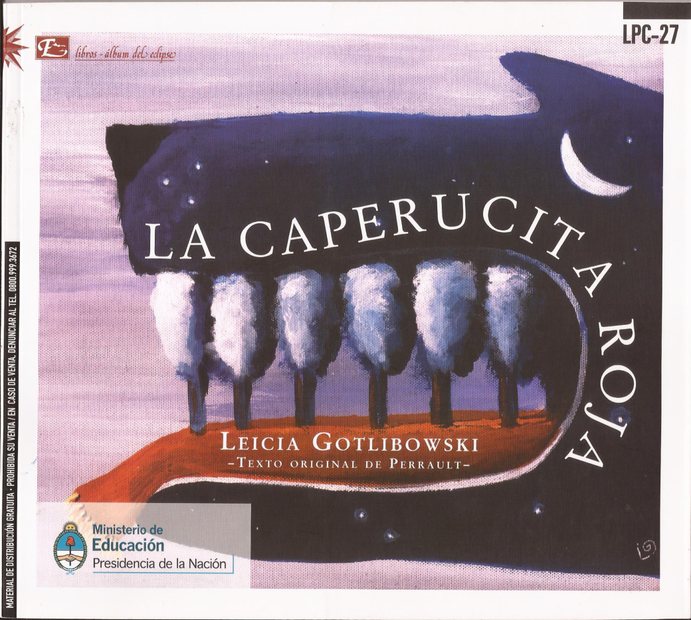 LPC-27
E
libros-álbum del eclipse
LA CAPERUCITA ROJA
LEICIA GOTLIBOWSKI
-TEXTO ORIGINAL DE PERRAULT-
Ministerio de
Educación
Presidencia de la Nación
MATERIAL DE DISTRIBUCIÓN GRATUITA - PROHIBIDA SU VENTA / EN CASO DE VENTA, DENUNCIAR AL TEL. 0800.999.3672